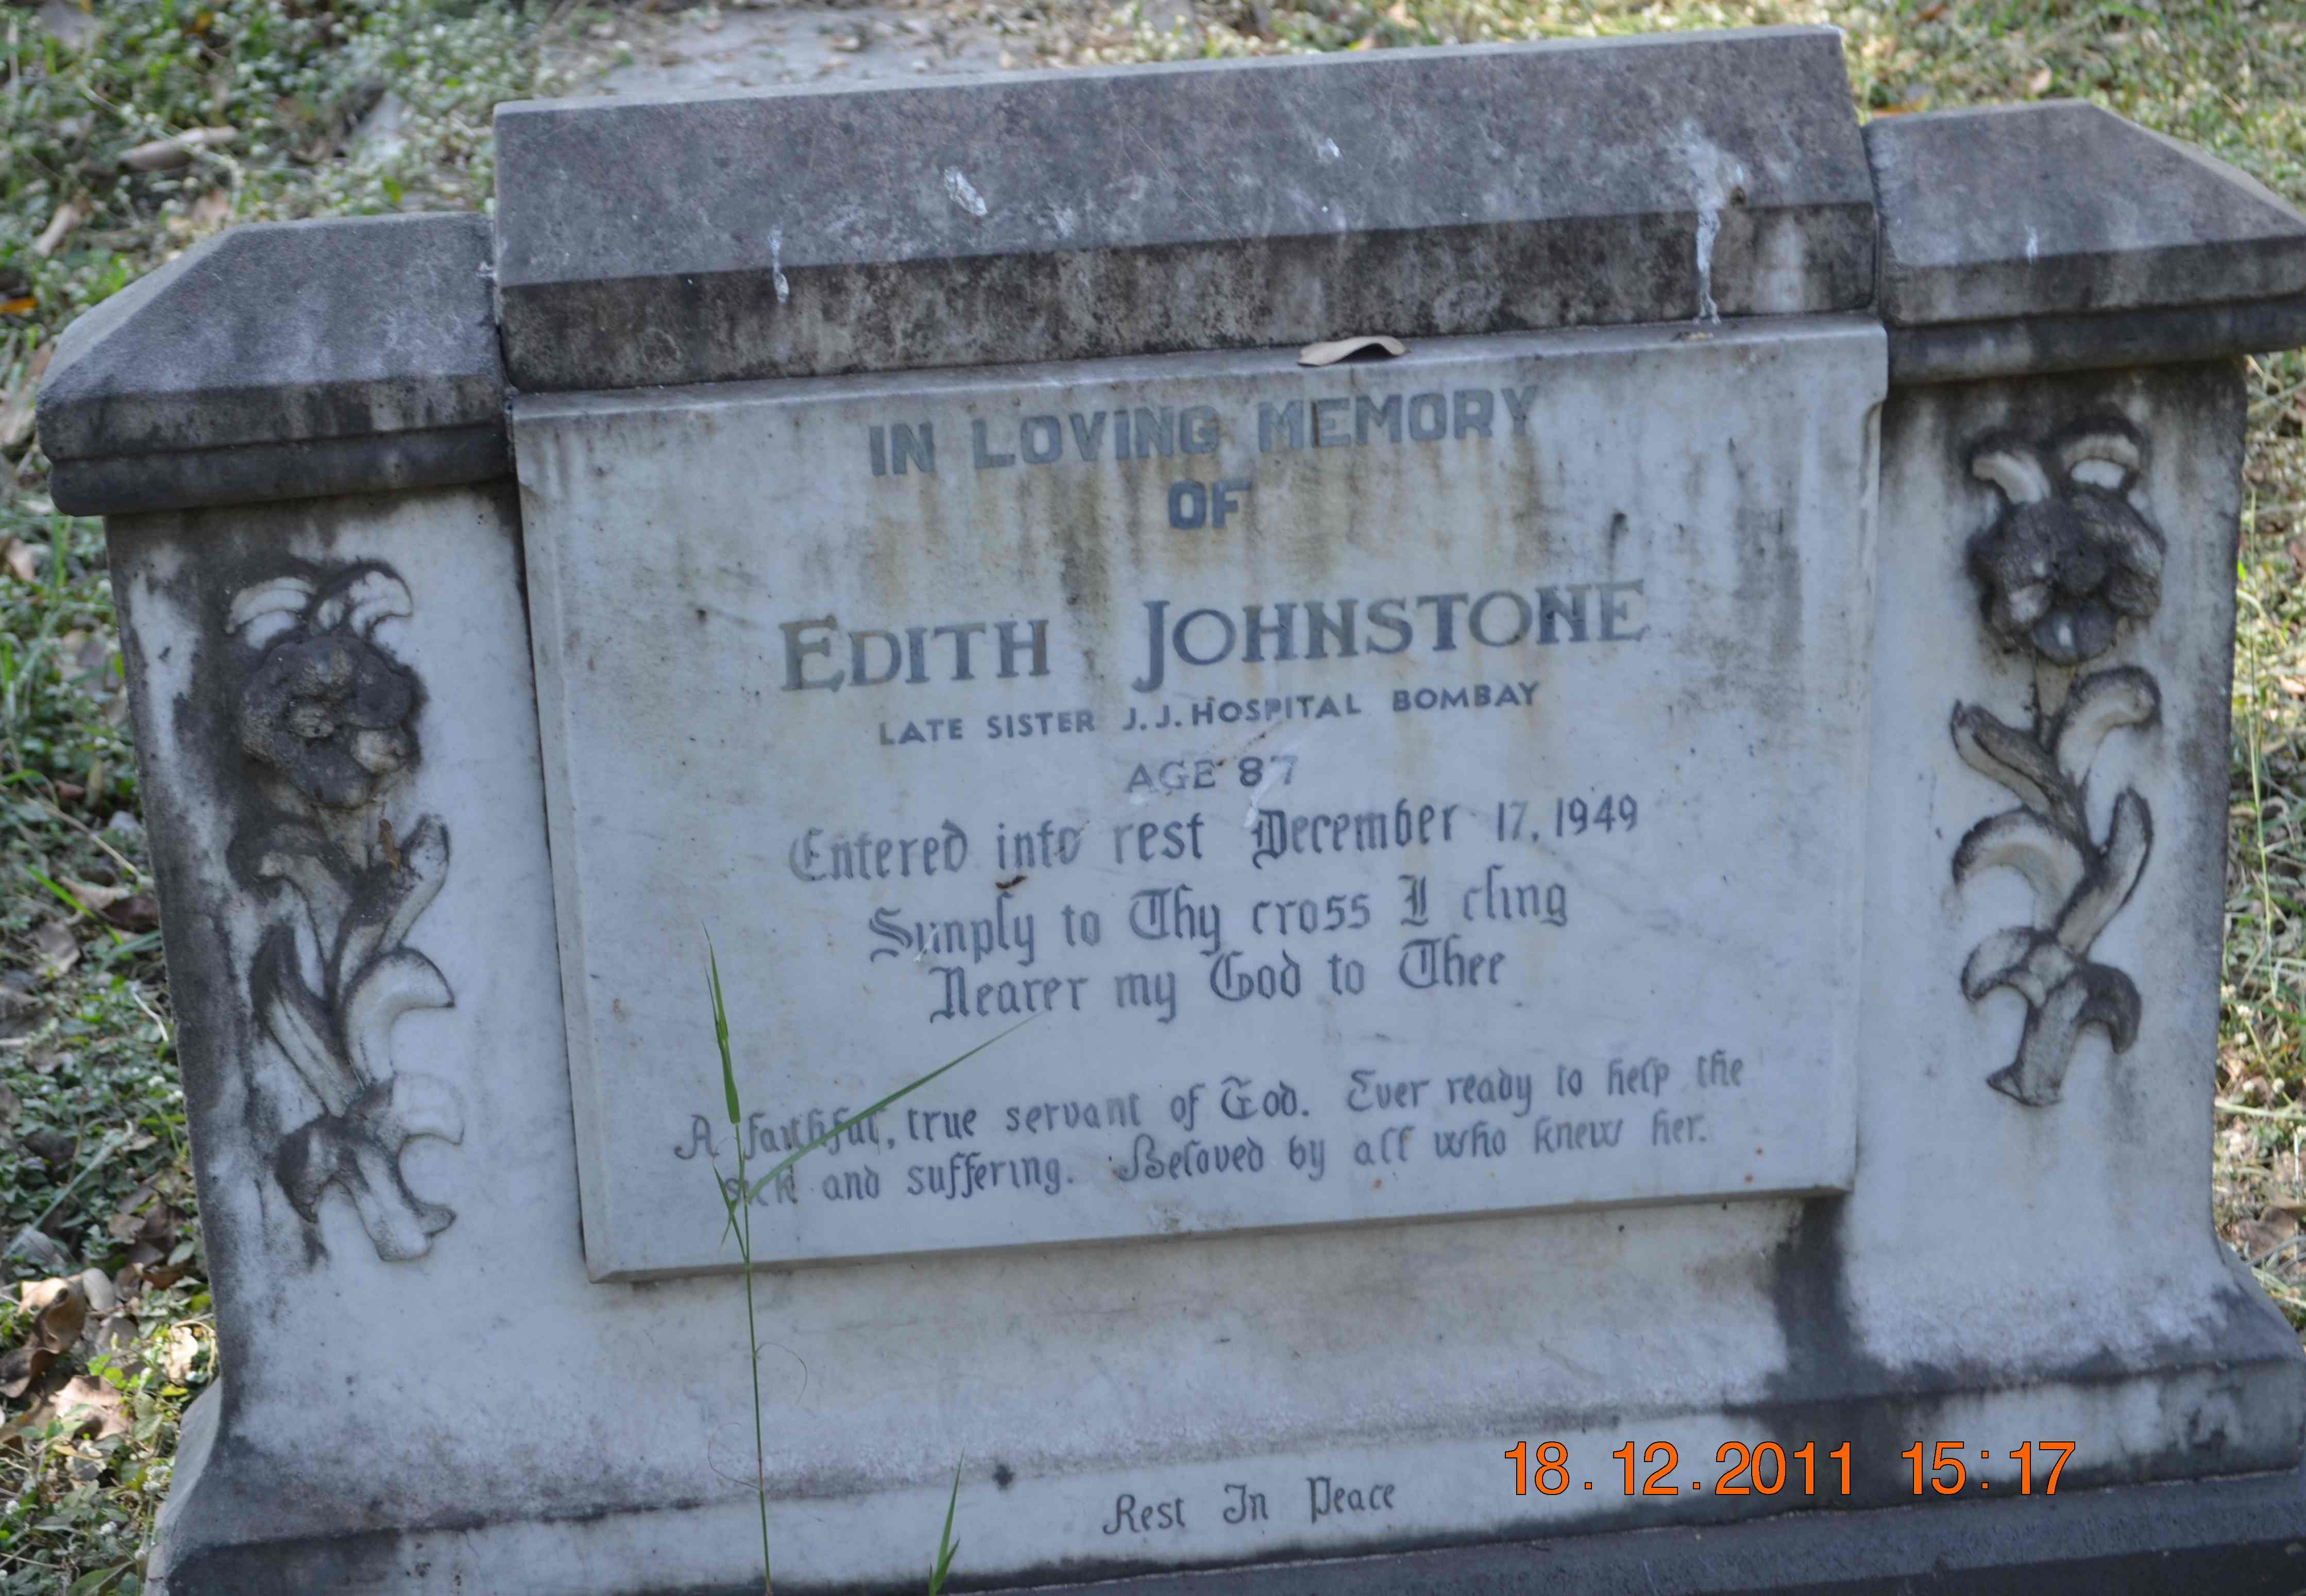 IN LOVING MEMORY
OF
EDITH JOHNSTONE
LATE SISTER J.J. HOSPITAL BOMBAY
AGE 87
Entered into rest December 17, 1949
Simply to Thy cross I cling
Nearer my God to Thee
A faithful, true servant of God. Ever ready to help the
sick and suffering. Beloved by all who knew her.
Rest In Peace
18.12.2011 15:17